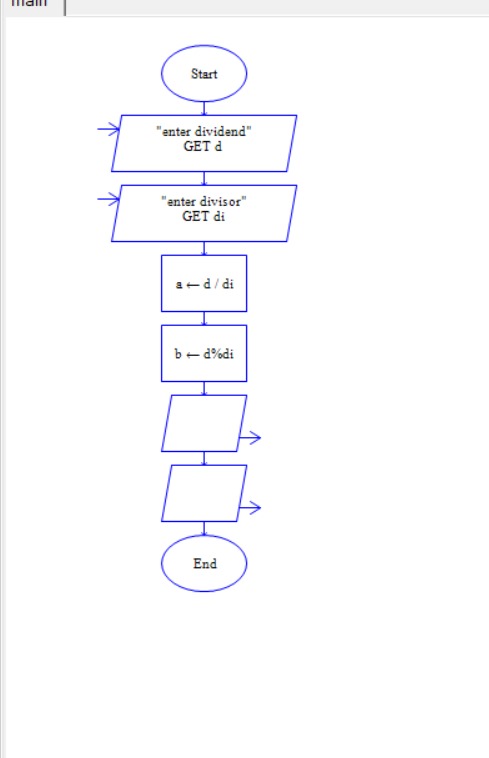 main
Start
"enter dividend"
GET d
"enter divisor"
GET di
a ← d / di
b ← d%di
End